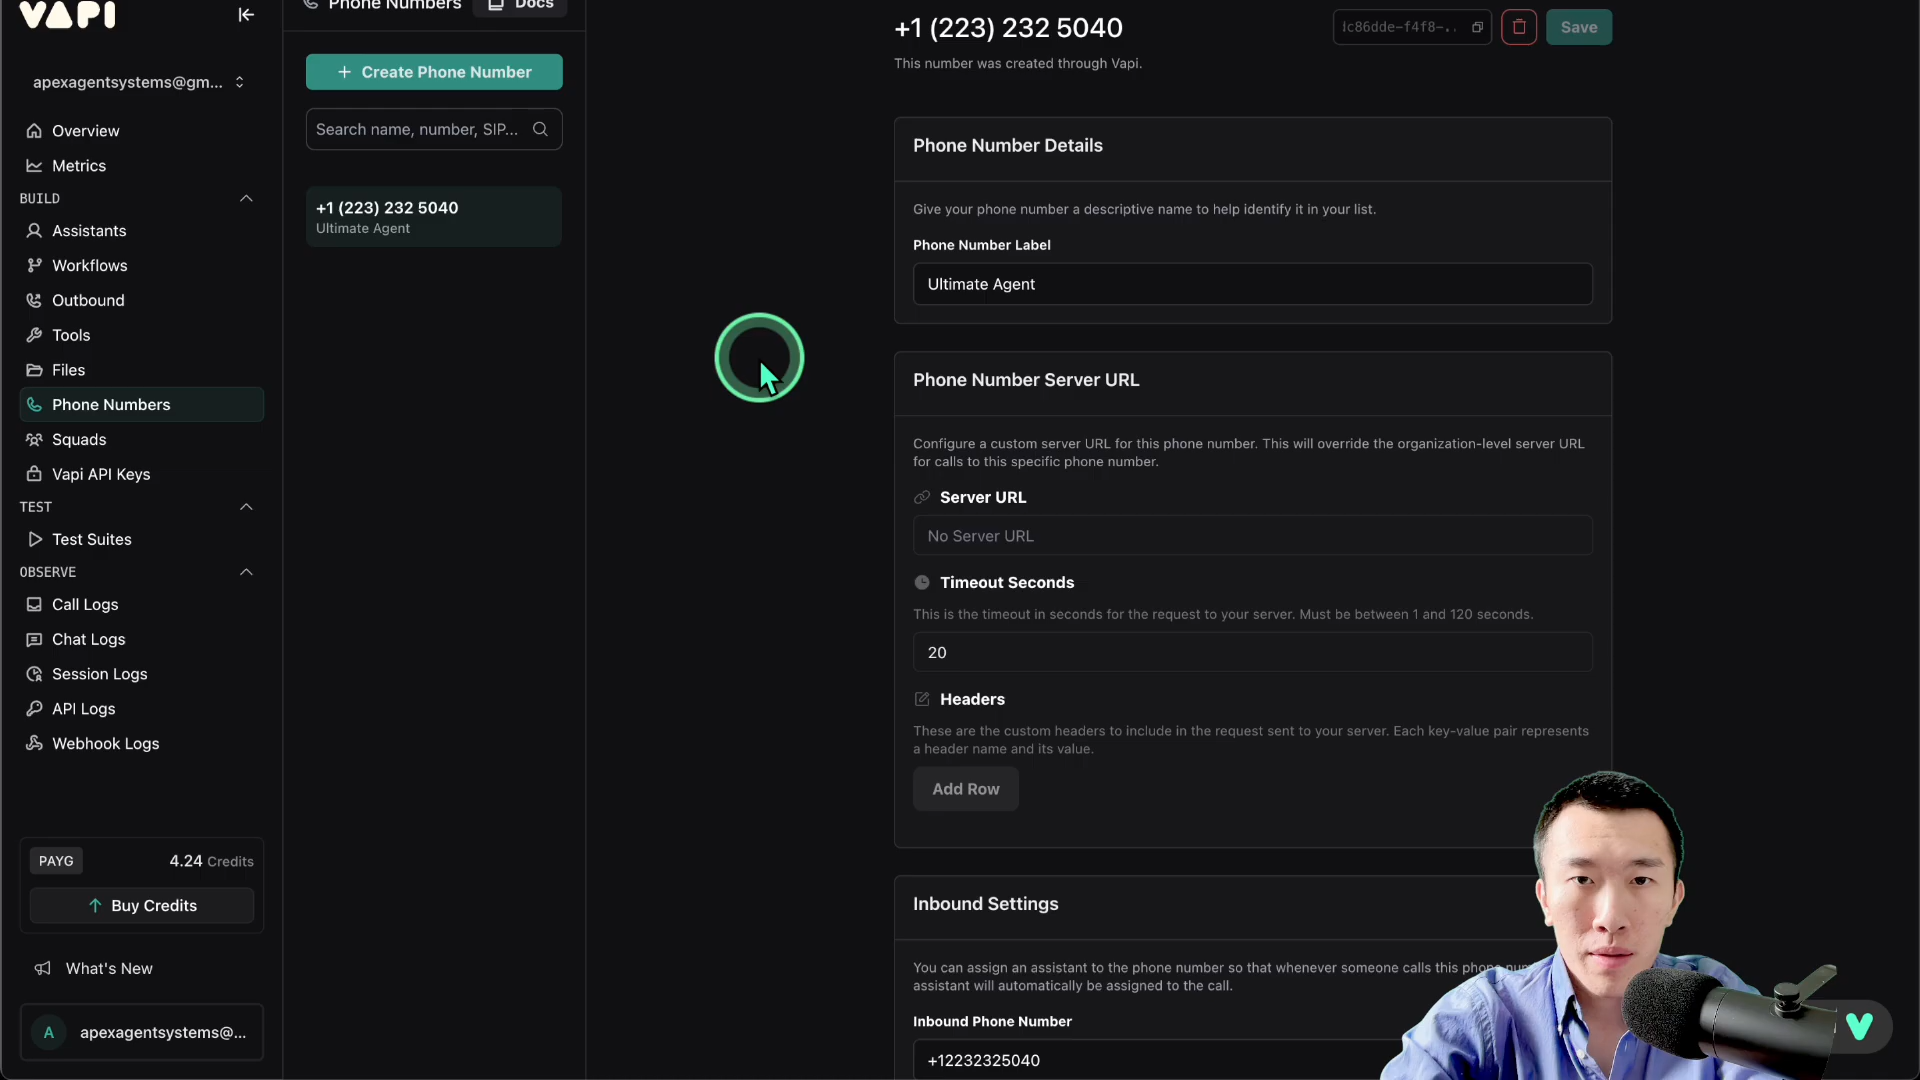 VAPI
apexagentsystems@gm...
Overview
Metrics
BUILD
Assistants
Workflows
Outbound
Tools
Files
Phone Numbers
Squads
Vapi API Keys
TEST
Test Suites
OBSERVE
Call Logs
Chat Logs
Session Logs
API Logs
Webhook Logs
PAYG
4.24 Credits
Buy Credits
What's New
A
apexagentsystems@...
Phone Numbers
Docs
Create Phone Number
Search name, number, SIP...
+1 (223) 232 5040
Ultimate Agent
+1 (223) 232 5040
This number was created through Vapi.
fc86dde-f4f8-..
Save
Phone Number Details
Give your phone number a descriptive name to help identify it in your list.
Phone Number Label
Ultimate Agent
Phone Number Server URL
Configure a custom server URL for this phone number. This will override the organization-level server URL
for calls to this specific phone number.
Server URL
No Server URL
Timeout Seconds
This is the timeout in seconds for the request to your server. Must be between 1 and 120 seconds.
20
Headers
These are the custom headers to include in the request sent to your server. Each key-value pair represents
a header name and its value.
Add Row
Inbound Settings
You can assign an assistant to the phone number so that whenever someone calls this phone
assistant will automatically be assigned to the call.
Inbound Phone Number
+12232325040